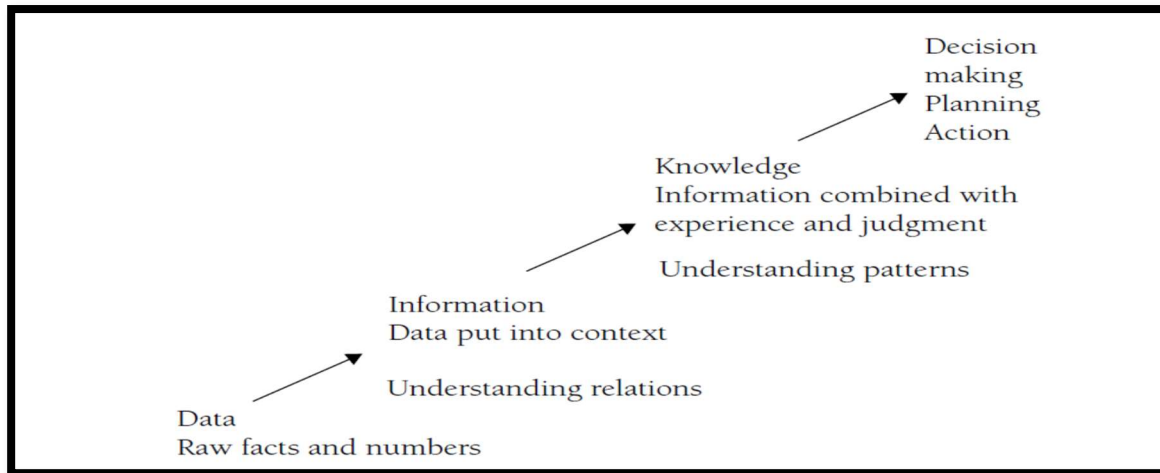 Decision
making
Planning
Action
Knowledge
Information combined with
experience and judgment
Understanding patterns
Information
Data put into context
Understanding relations
Data
Raw facts and numbers